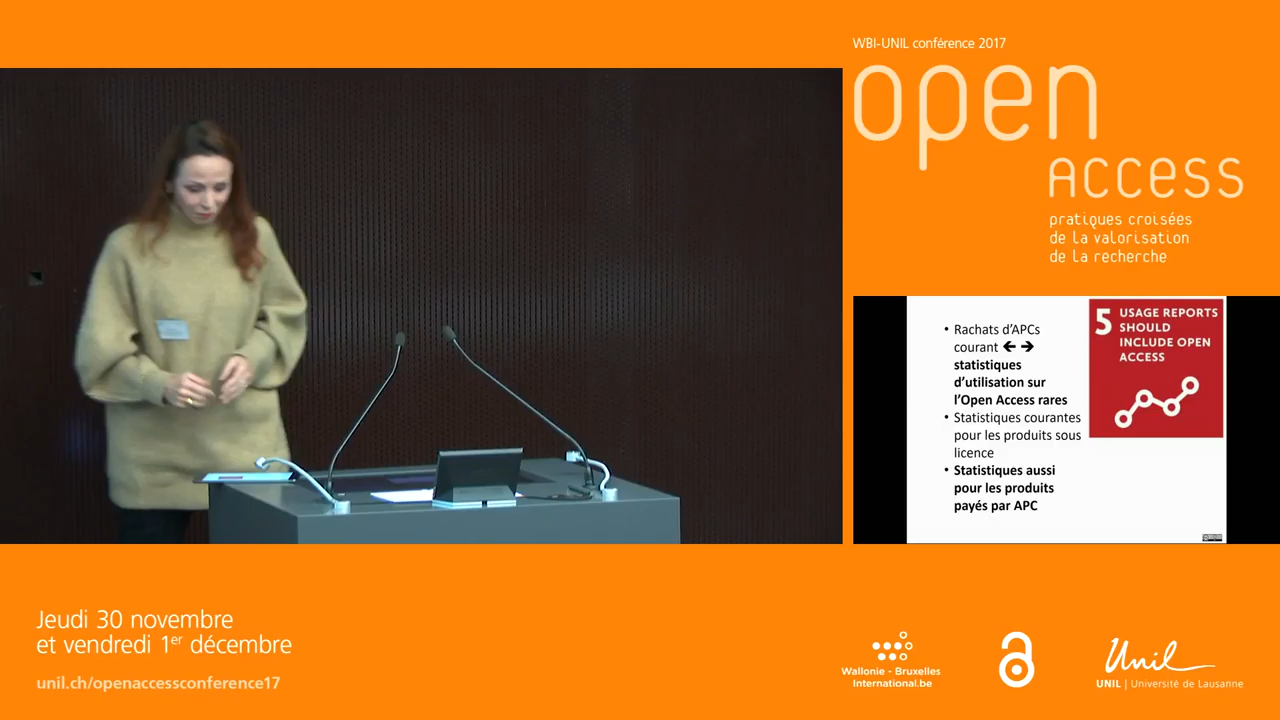 WBI-UNIL conférence 2017
open
access
pratiques croisées
de la valorisation
de la recherche
• Rachats d'APCs
courant ← →
statistiques
d'utilisation sur
l'Open Access rares
• Statistiques courantes
pour les produits sous
licence
• Statistiques aussi
pour les produits
payés par APC
5 USAGE REPORTS
SHOULD
INCLUDE OPEN
ACCESS
Jeudi 30 novembre
et vendredi 1er décembre
unil.ch/openaccessconference17
Wallonie - Bruxelles
International.be
Unil
UNIL | Université de Lausanne